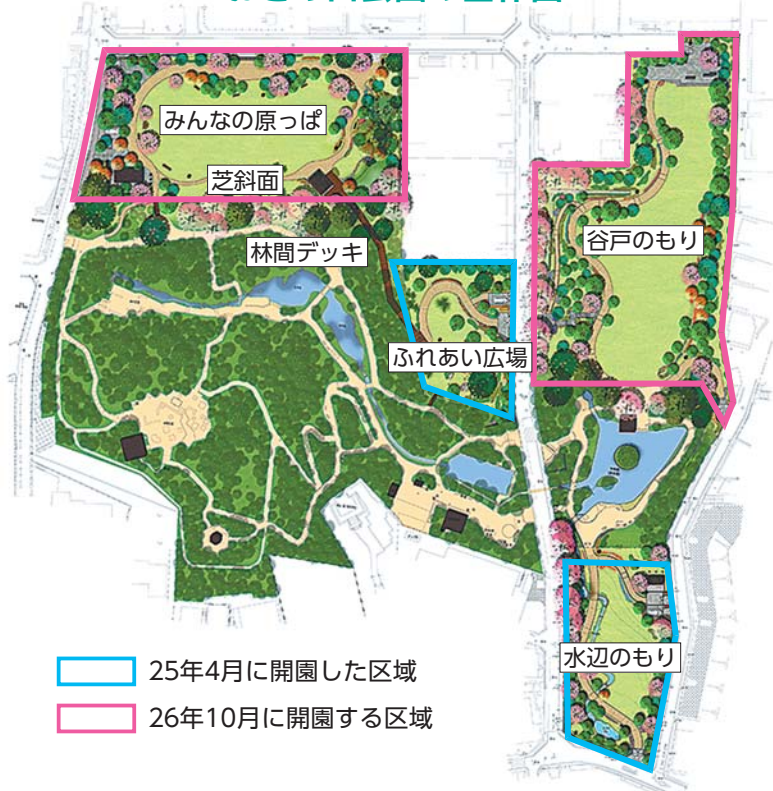 みんなの原っぱ
芝斜面
林間デッキ
谷戸のもり
ふれあい広場
水辺のもり
25年4月に開園した区域
26年10月に開園する区域